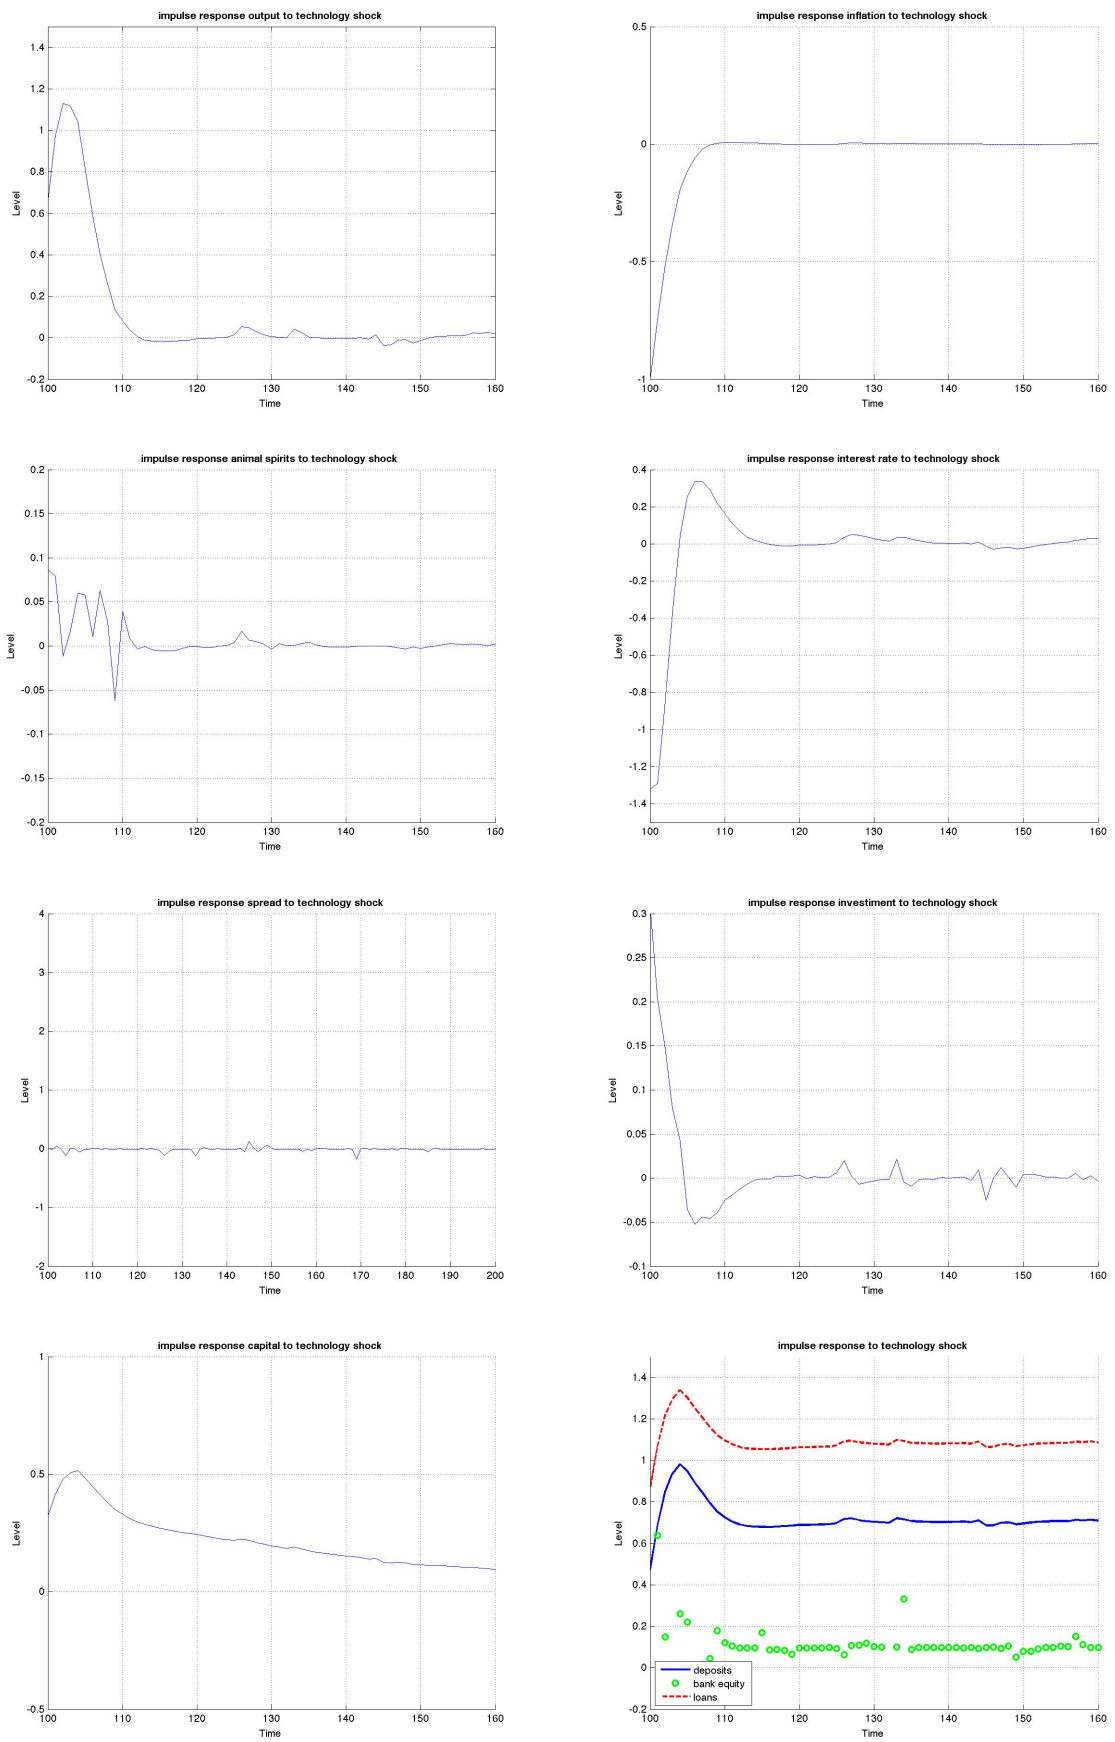 impulse response output to technology shock
1.4
1.2
1
0.8
0.6
0.4
0.2
0
-0.2
Level
100 110 120 130 140 150 160
Time
impulse response inflation to technology shock
0.5
0
-0.5
-1
Level
100 110 120 130 140 150 160
Time
impulse response animal spirits to technology shock
0.2
0.15
0.1
0.05
0
-0.05
-0.1
-0.15
-0.2
Level
100 110 120 130 140 150 160
Time
impulse response interest rate to technology shock
0.4
0.2
0
-0.2
-0.4
-0.6
-0.8
-1
-1.2
-1.4
Level
100 110 120 130 140 150 160
Time
impulse response spread to technology shock
4
3
2
1
0
-1
-2
Level
100 110 120 130 140 150 160 170 180 190 200
Time
impulse response investiment to technology shock
0.3
0.25
0.2
0.15
0.1
0.05
0
-0.05
-0.1
Level
100 110 120 130 140 150 160
Time
impulse response capital to technology shock
1
0.5
0
-0.5
Level
100 110 120 130 140 150 160
Time
impulse response to technology shock
1.4
1.2
1
0.8
0.6
0.4
0.2
0
-0.2
Level
deposits
bank equity
loans
100 110 120 130 140 150 160
Time